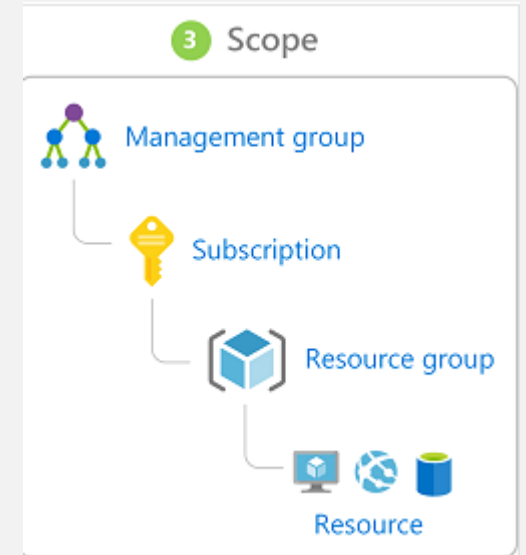 3 Scope
Management group
Subscription
Resource group
Resource